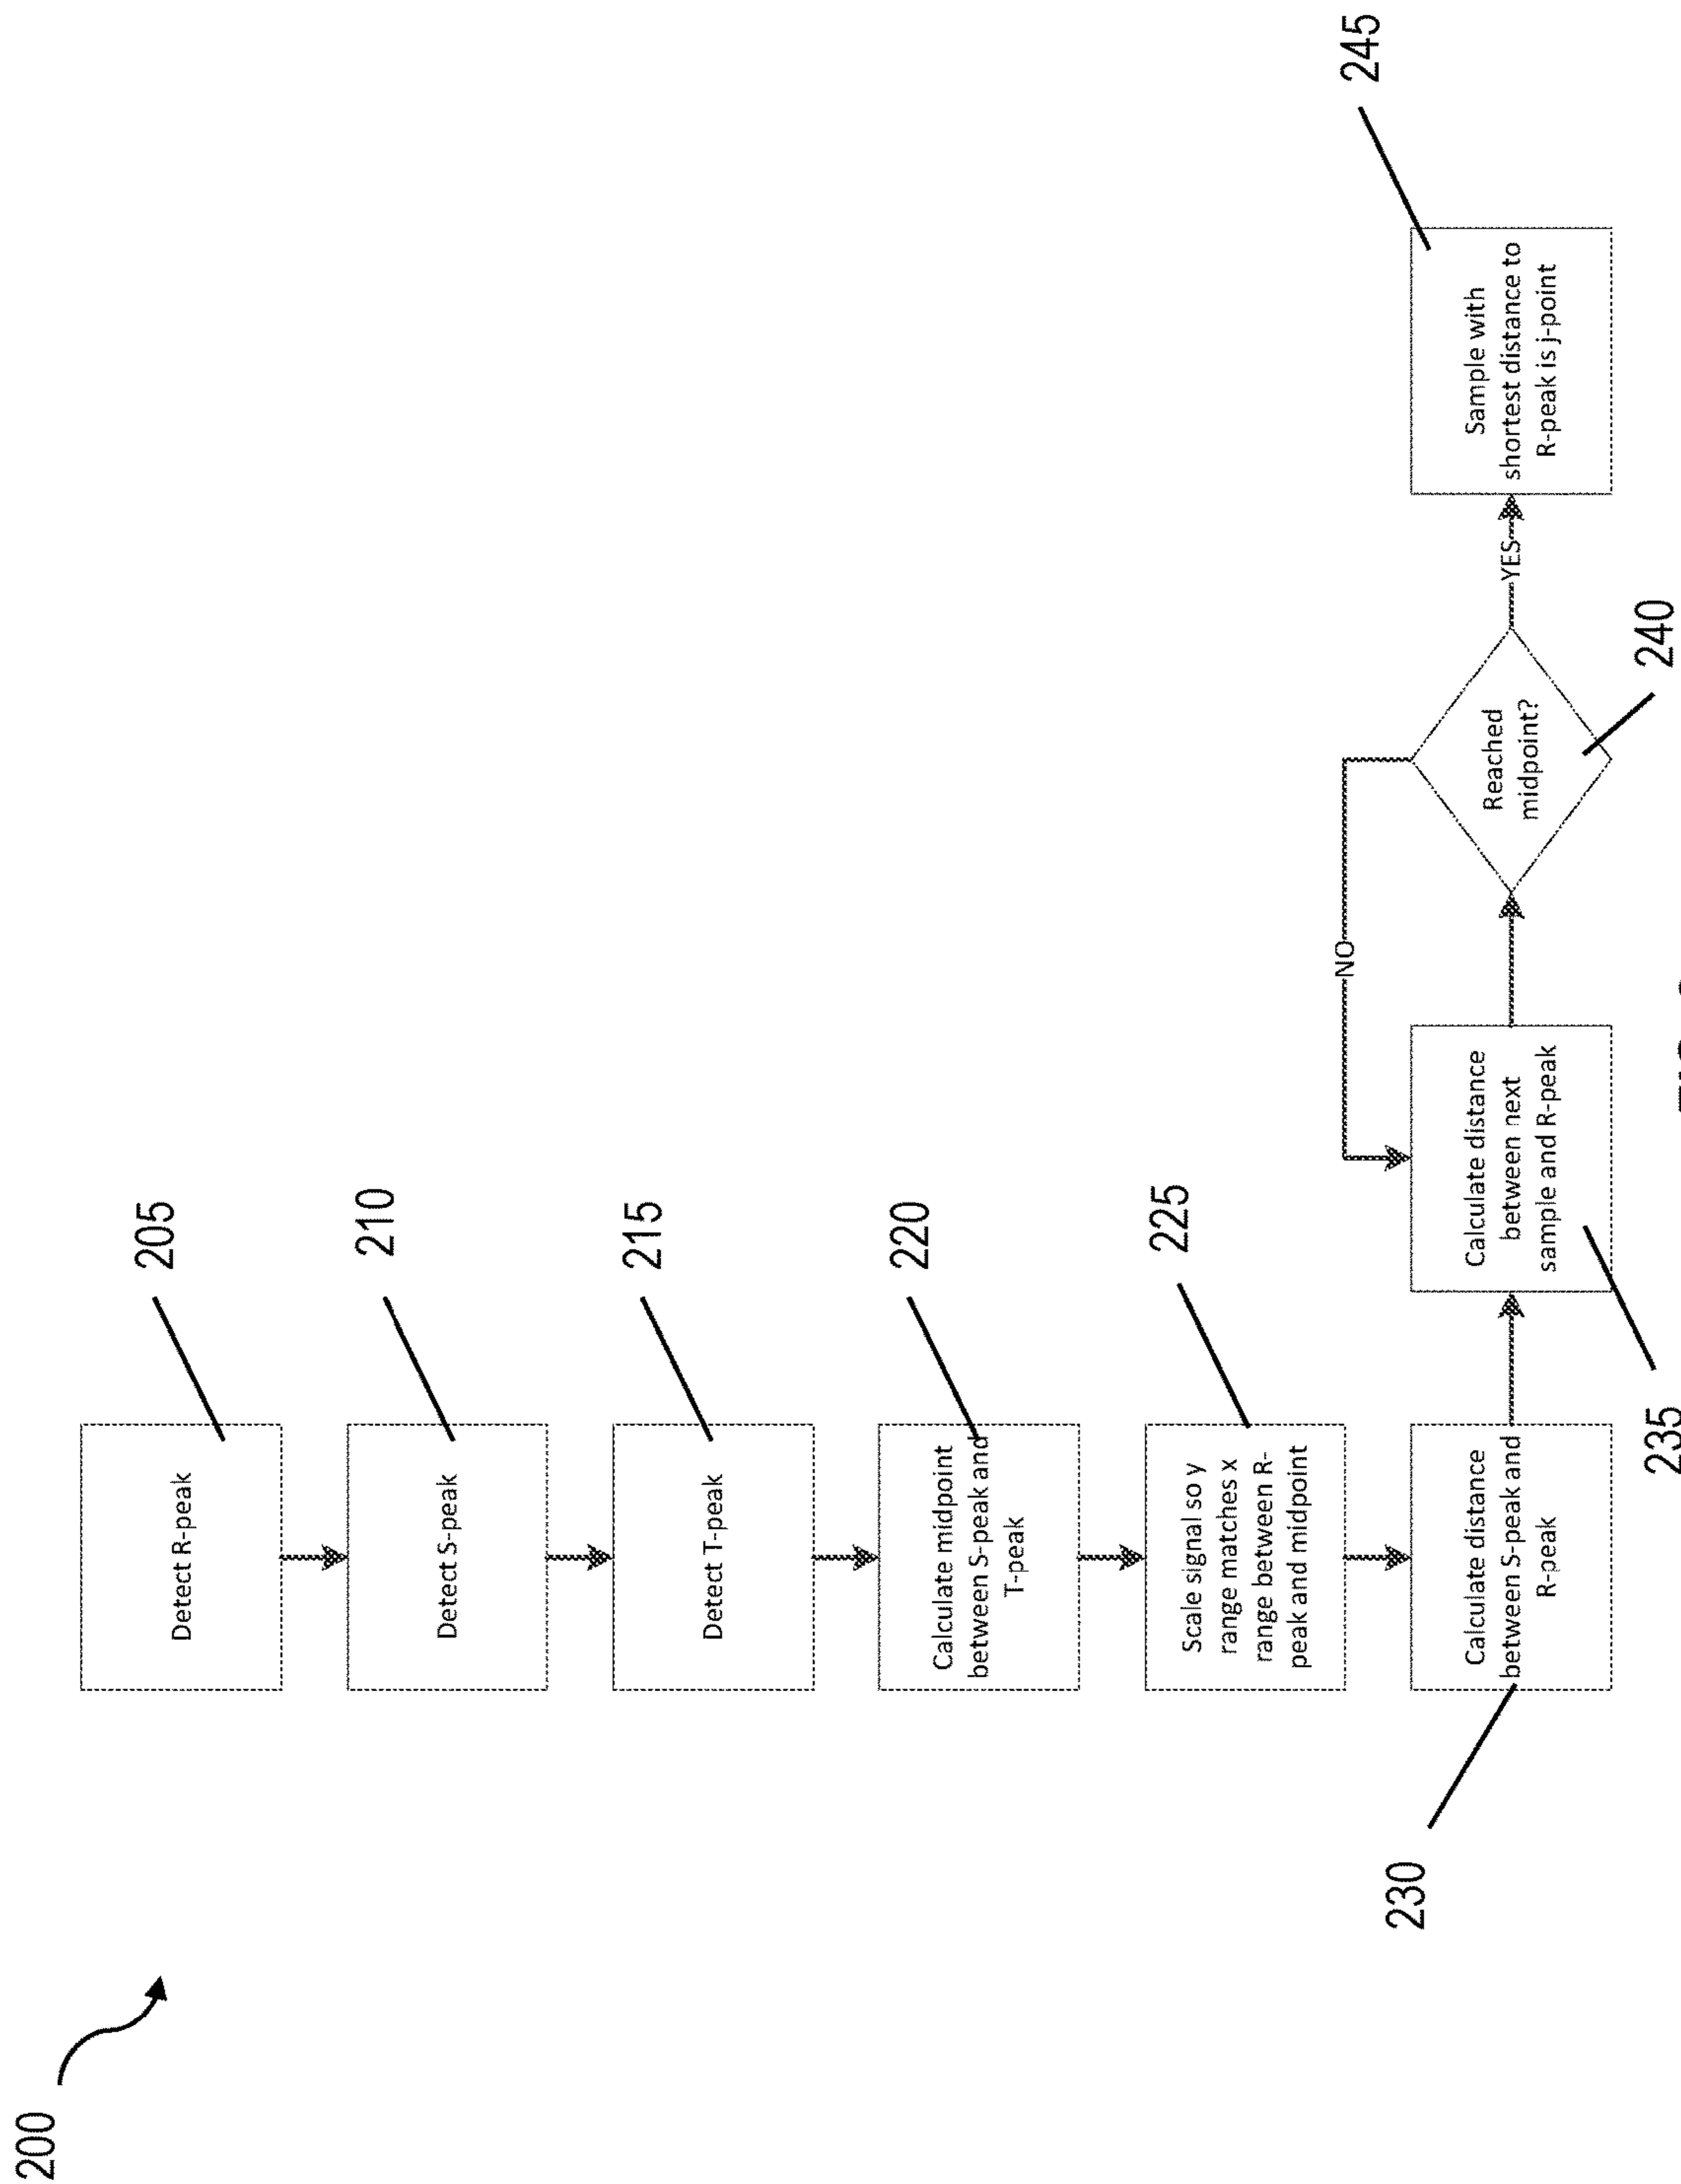 200
Detect R-peak
205
Detect S-peak
210
Detect T-peak
215
Calculate midpoint
between S-peak and
T-peak
220
Scale signal so y
range matches x
range between R-
peak and midpoint
225
Calculate distance
between S-peak and
R-peak
230
Calculate distance
between next
sample and R-peak
235
NO
Reached
midpoint?
240
YES
Sample with
shortest distance to
R-peak is j-point
245